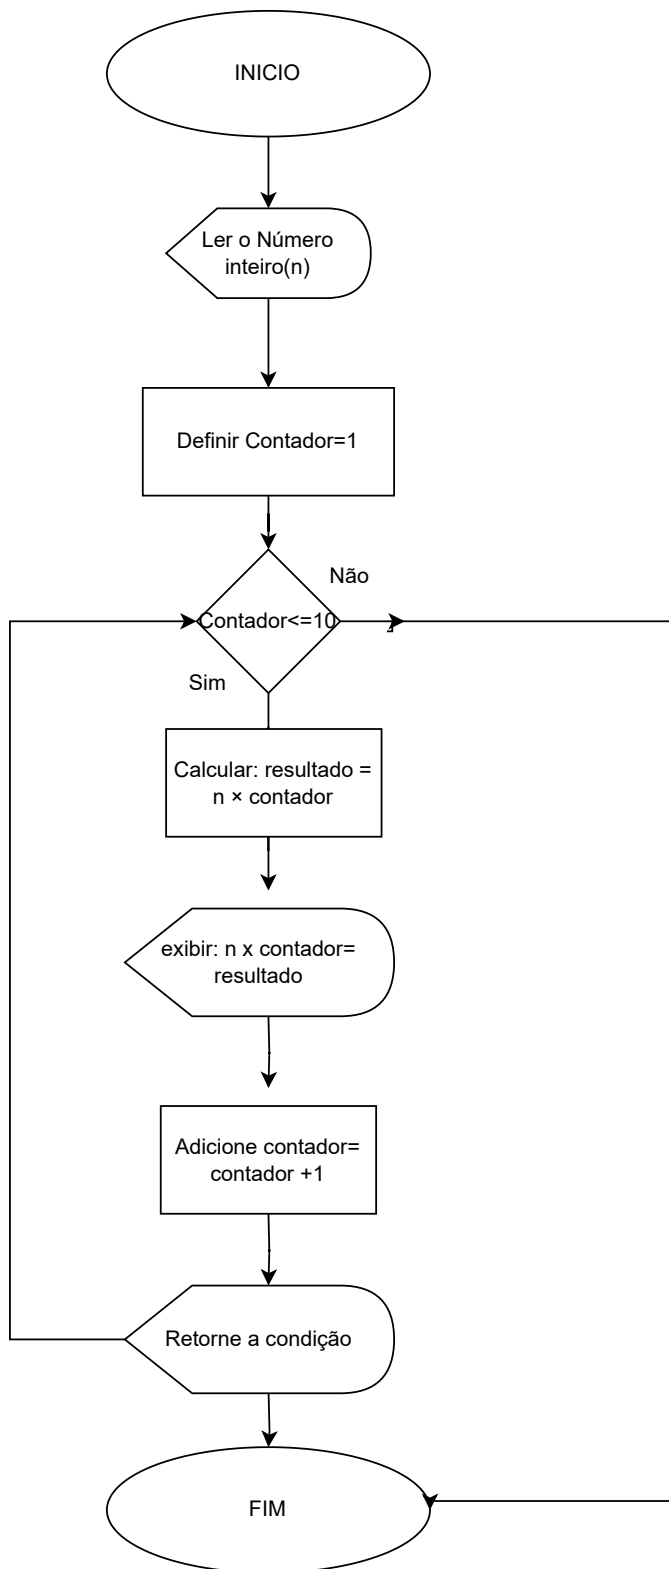 INICIO
Ler o Número
inteiro(n)
Definir Contador=1
Não
Contador<=10
Sim
Calcular: resultado =
n × contador
exibir: n x contador=
resultado
Adicione contador=
contador +1
Retorne a condição
FIM